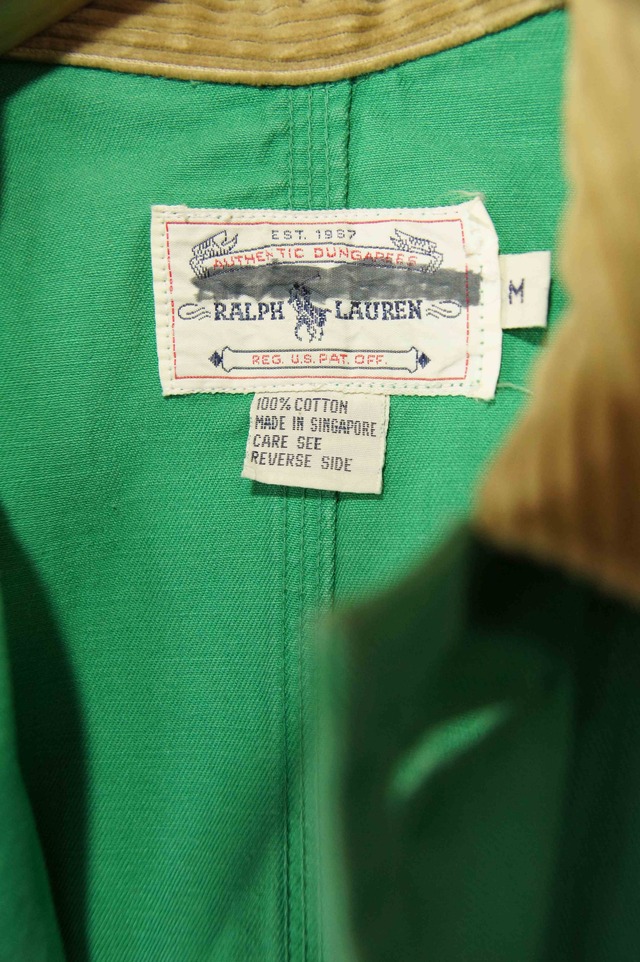 EST. 1967
AUTHENTIC DUNGAREES
RALPH LAUREN
REG. U.S. PAT. OFF.
M
100% COTTON
MADE IN SINGAPORE
CARE SEE
REVERSE SIDE